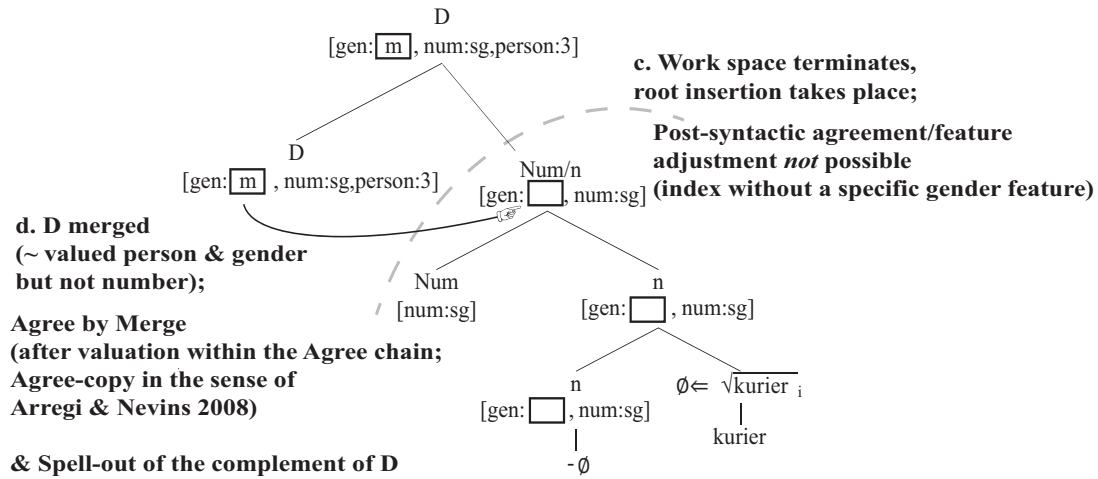 D
[gen: m , num:sg,person:3]
c. Work space terminates,
root insertion takes place;
Post-syntactic agreement/feature
adjustment not possible
(index without a specific gender feature)
D
[gen: m , num:sg,person:3]
Num/n
[gen: , num:sg]
d. D merged
(~ valued person & gender
but not number);
Num
[num:sg]
n
[gen: , num:sg]
Agree by Merge
(after valuation within the Agree chain;
Agree-copy in the sense of
Arregi & Nevins 2008)
n
[gen: , num:sg]
∅⇐ √kurier i
kurier
& Spell-out of the complement of D
-∅